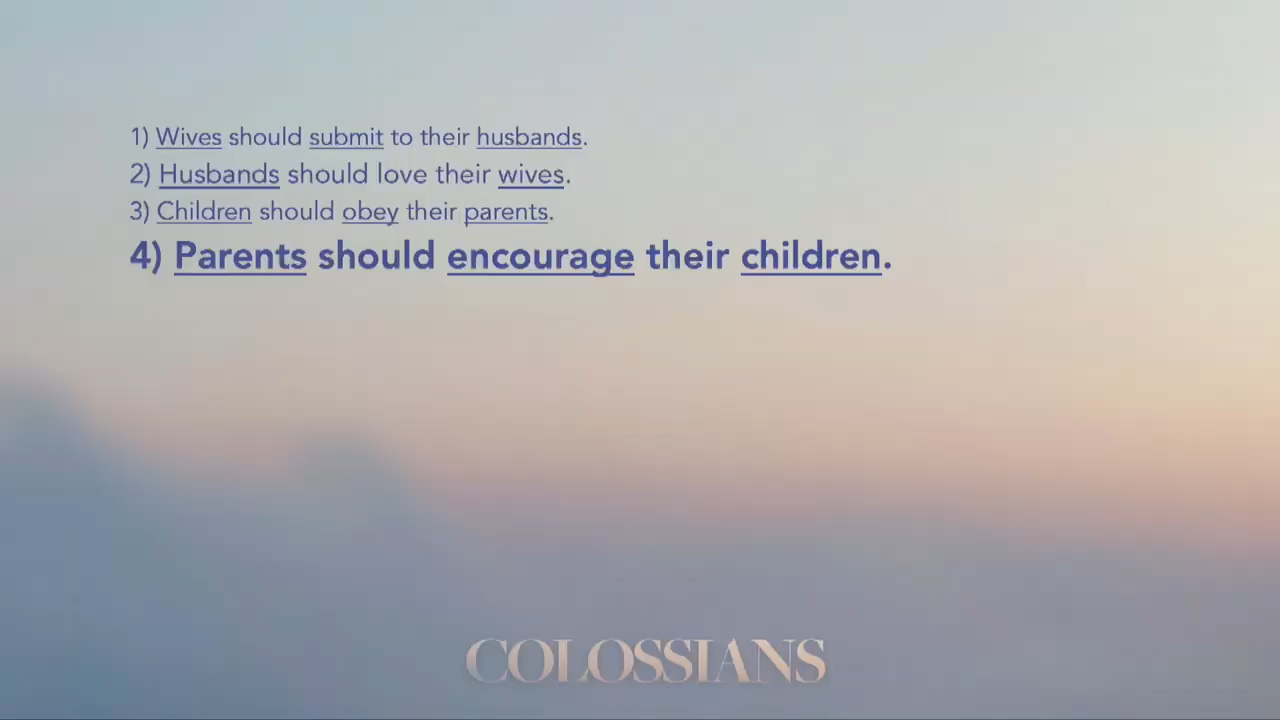 1) Wives should submit to their husbands.
2) Husbands should love their wives.
3) Children should obey their parents.
4) Parents should encourage their children.
COLOSSIANS